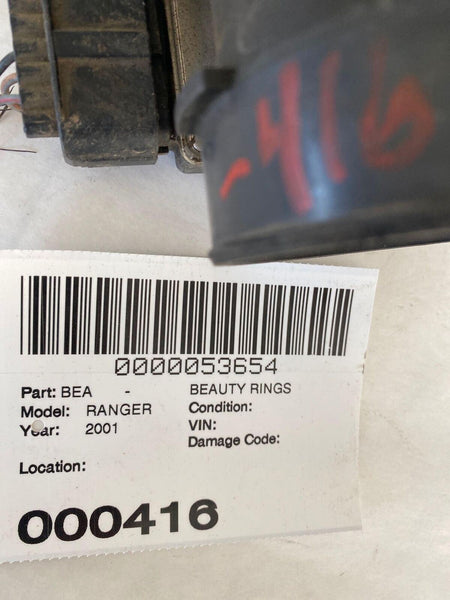 -416
0000053654
Part: BEA - BEAUTY RINGS
Model: RANGER Condition:
Year: 2001 VIN:
Damage Code:
Location:
000416